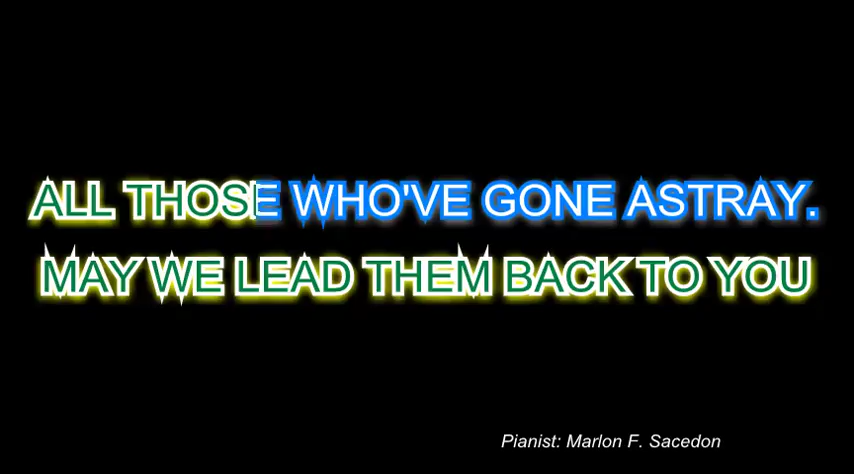 ALL THOSE WHO'VE GONE ASTRAY.
MAY WE LEAD THEM BACK TO YOU
Pianist: Marlon F. Sacedon